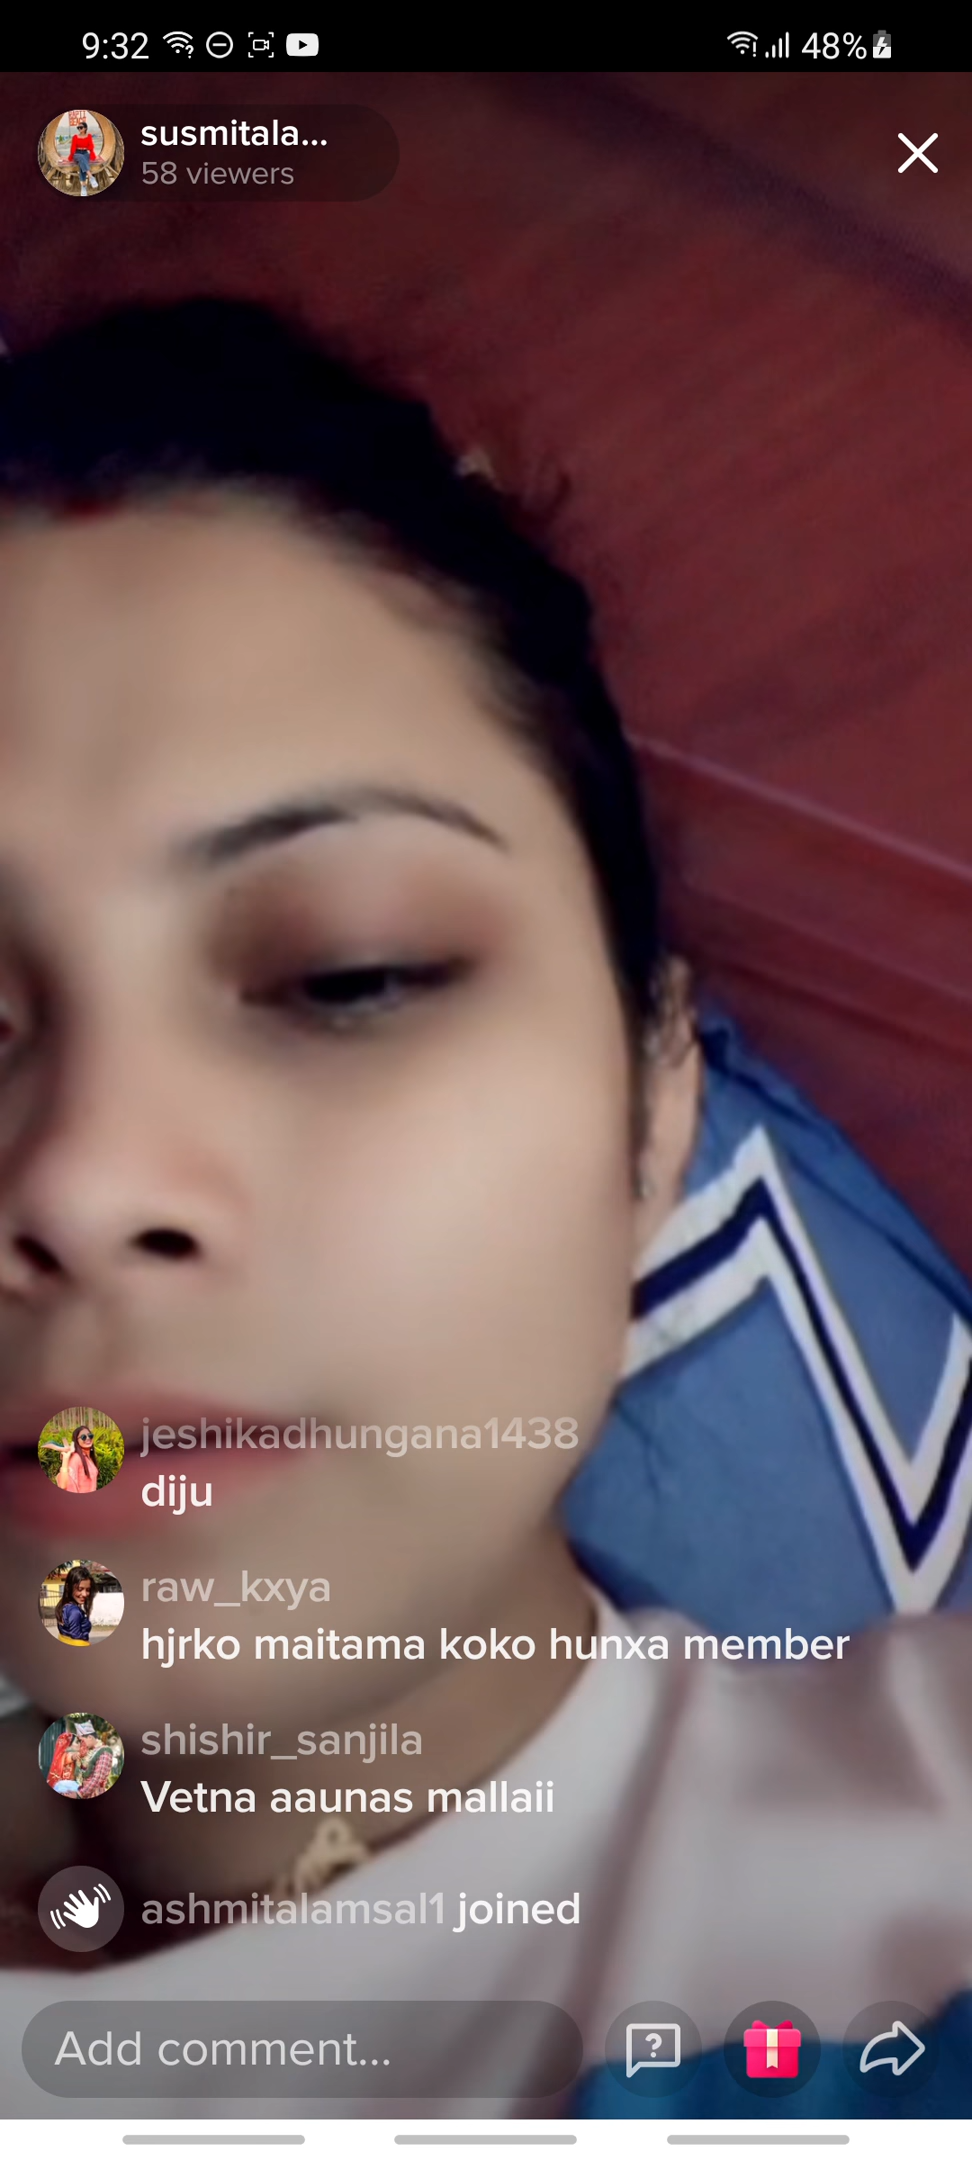 9:32
48%
susmitala...
58 viewers
jeshikadhungana1438
diju
raw_kxya
hjrko maitama koko hunxa member
shishir_sanjila
Vetna aaunas mallaii
ashmitalamsal1 joined
Add comment...